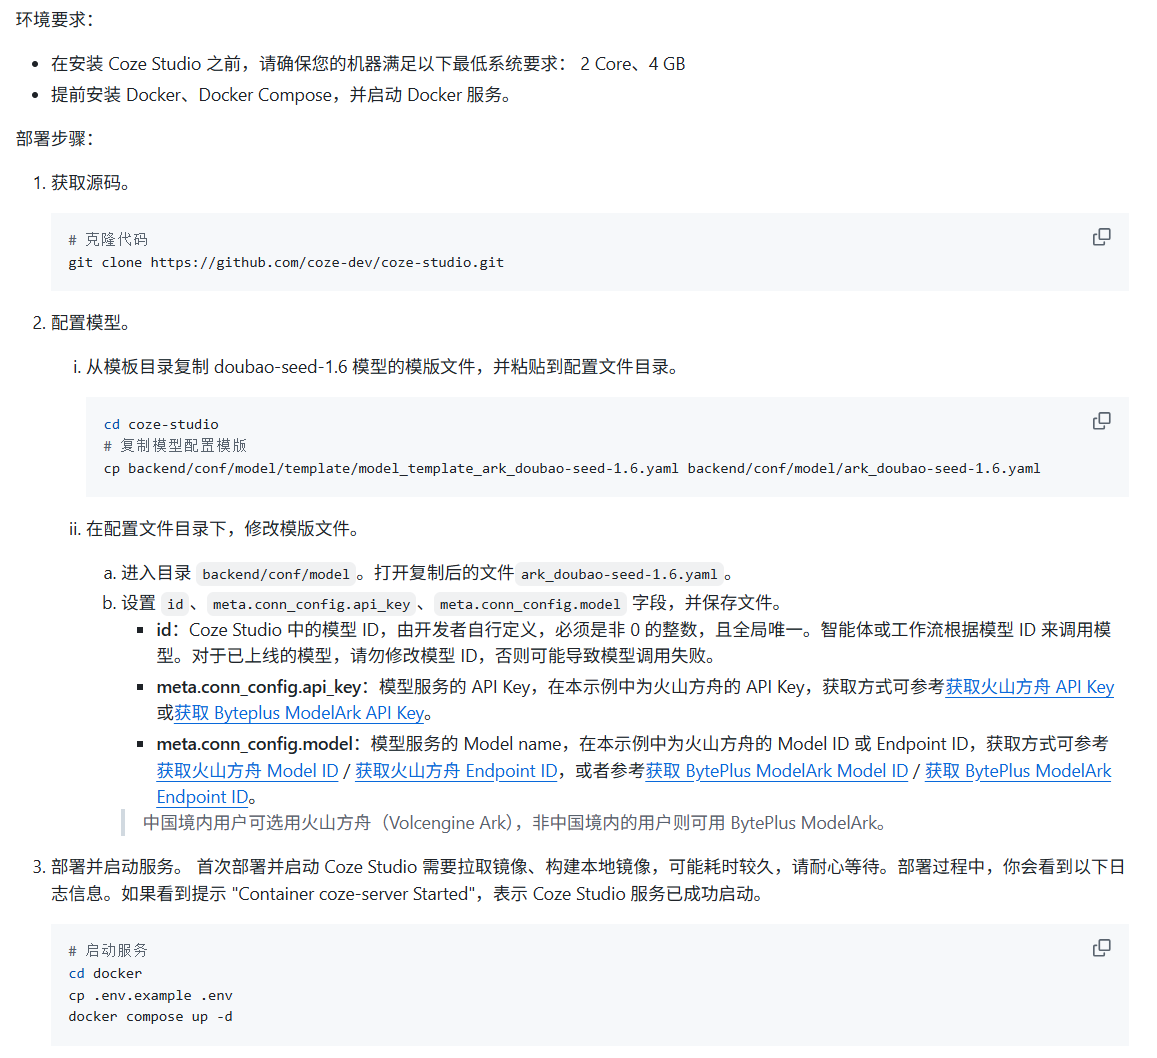 环境要求：
• 在安装 Coze Studio 之前，请确保您的机器满足以下最低系统要求： 2 Core、4 GB
• 提前安装 Docker、Docker Compose，并启动 Docker 服务。
部署步骤：
1. 获取源码。
# 克隆代码
git clone https://github.com/coze-dev/coze-studio.git
2. 配置模型。
i. 从模板目录复制 doubao-seed-1.6 模型的模版文件，并粘贴到配置文件目录。
cd coze-studio
# 复制模型配置模版
cp backend/conf/model/template/model_template_ark_doubao-seed-1.6.yaml backend/conf/model/ark_doubao-seed-1.6.yaml
ii. 在配置文件目录下，修改模版文件。
a. 进入目录 backend/conf/model 。打开复制后的文件 ark_doubao-seed-1.6.yaml 。
b. 设置 id 、 meta.conn_config.api_key 、 meta.conn_config.model 字段，并保存文件。
▪ id：Coze Studio 中的模型 ID，由开发者自行定义，必须是非 0 的整数，且全局唯一。智能体或工作流根据模型 ID 来调用模
型。对于已上线的模型，请勿修改模型 ID，否则可能导致模型调用失败。
▪ meta.conn_config.api_key：模型服务的 API Key，在本示例中为火山方舟的 API Key，获取方式可参考获取火山方舟 API Key
或获取 Byteplus ModelArk API Key。
▪ meta.conn_config.model：模型服务的 Model name，在本示例中为火山方舟的 Model ID 或 Endpoint ID，获取方式可参考
获取火山方舟 Model ID / 获取火山方舟 Endpoint ID，或者参考获取 BytePlus ModelArk Model ID / 获取 BytePlus ModelArk
Endpoint ID。
中国境内用户可选用火山方舟（Volcengine Ark），非中国境内的用户则可用 BytePlus ModelArk。
3. 部署并启动服务。 首次部署并启动 Coze Studio 需要拉取镜像、构建本地镜像，可能耗时较久，请耐心等待。部署过程中，你会看到以下日
志信息。如果看到提示 "Container coze-server Started"，表示 Coze Studio 服务已成功启动。
# 启动服务
cd docker
cp .env.example .env
docker compose up -d